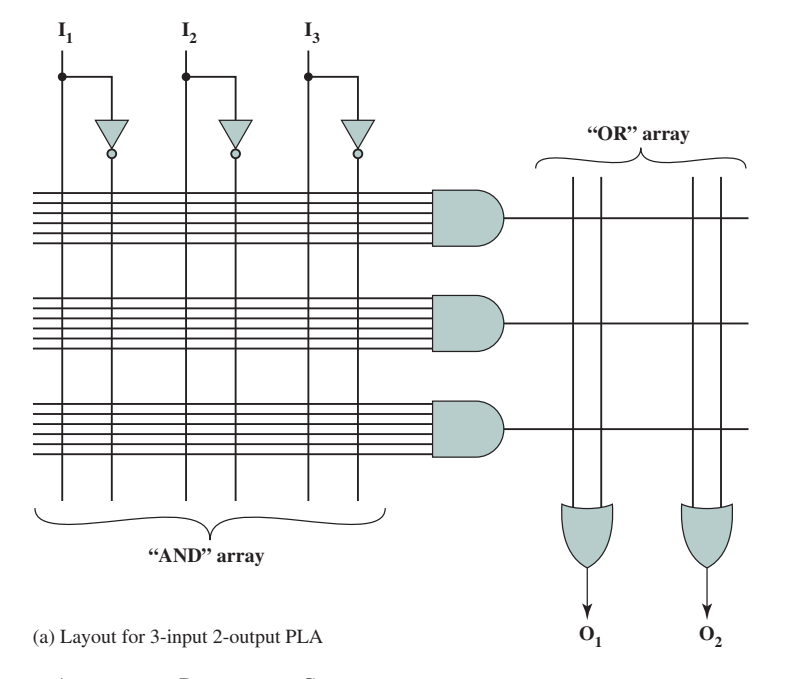 I1 I2 I3
“OR” array
“AND” array
(a) Layout for 3-input 2-output PLA
O1 O2